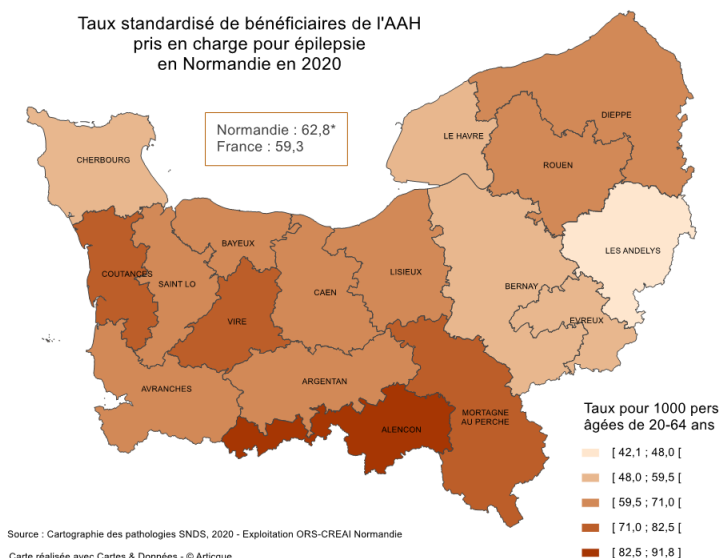 Taux standardisé de bénéficiaires de l'AAH
pris en charge pour épilepsie
en Normandie en 2020
Normandie : 62,8*
France : 59,3
DIEPPE
LE HAVRE
ROUEN
CHERBOURG
LES ANDELYS
BAYEUX
COUTANCES
LISIEUX
SAINT LO
BERNAY
CAEN
VIRE
EVREUX
ARGENTAN
AVRANCHES
MORTAGNE
AU PERCHE
ALENCON
Taux pour 1000 pers
âgées de 20-64 ans
[ 42,1 ; 48,0 [
[ 48,0 ; 59,5 [
[ 59,5 ; 71,0 [
[ 71,0 ; 82,5 [
[ 82,5 ; 91,8 ]
Source : Cartographie des pathologies SNDS, 2020 - Exploitation ORS-CREAI Normandie
Carte réalisée avec Cartes & Données - © Articque